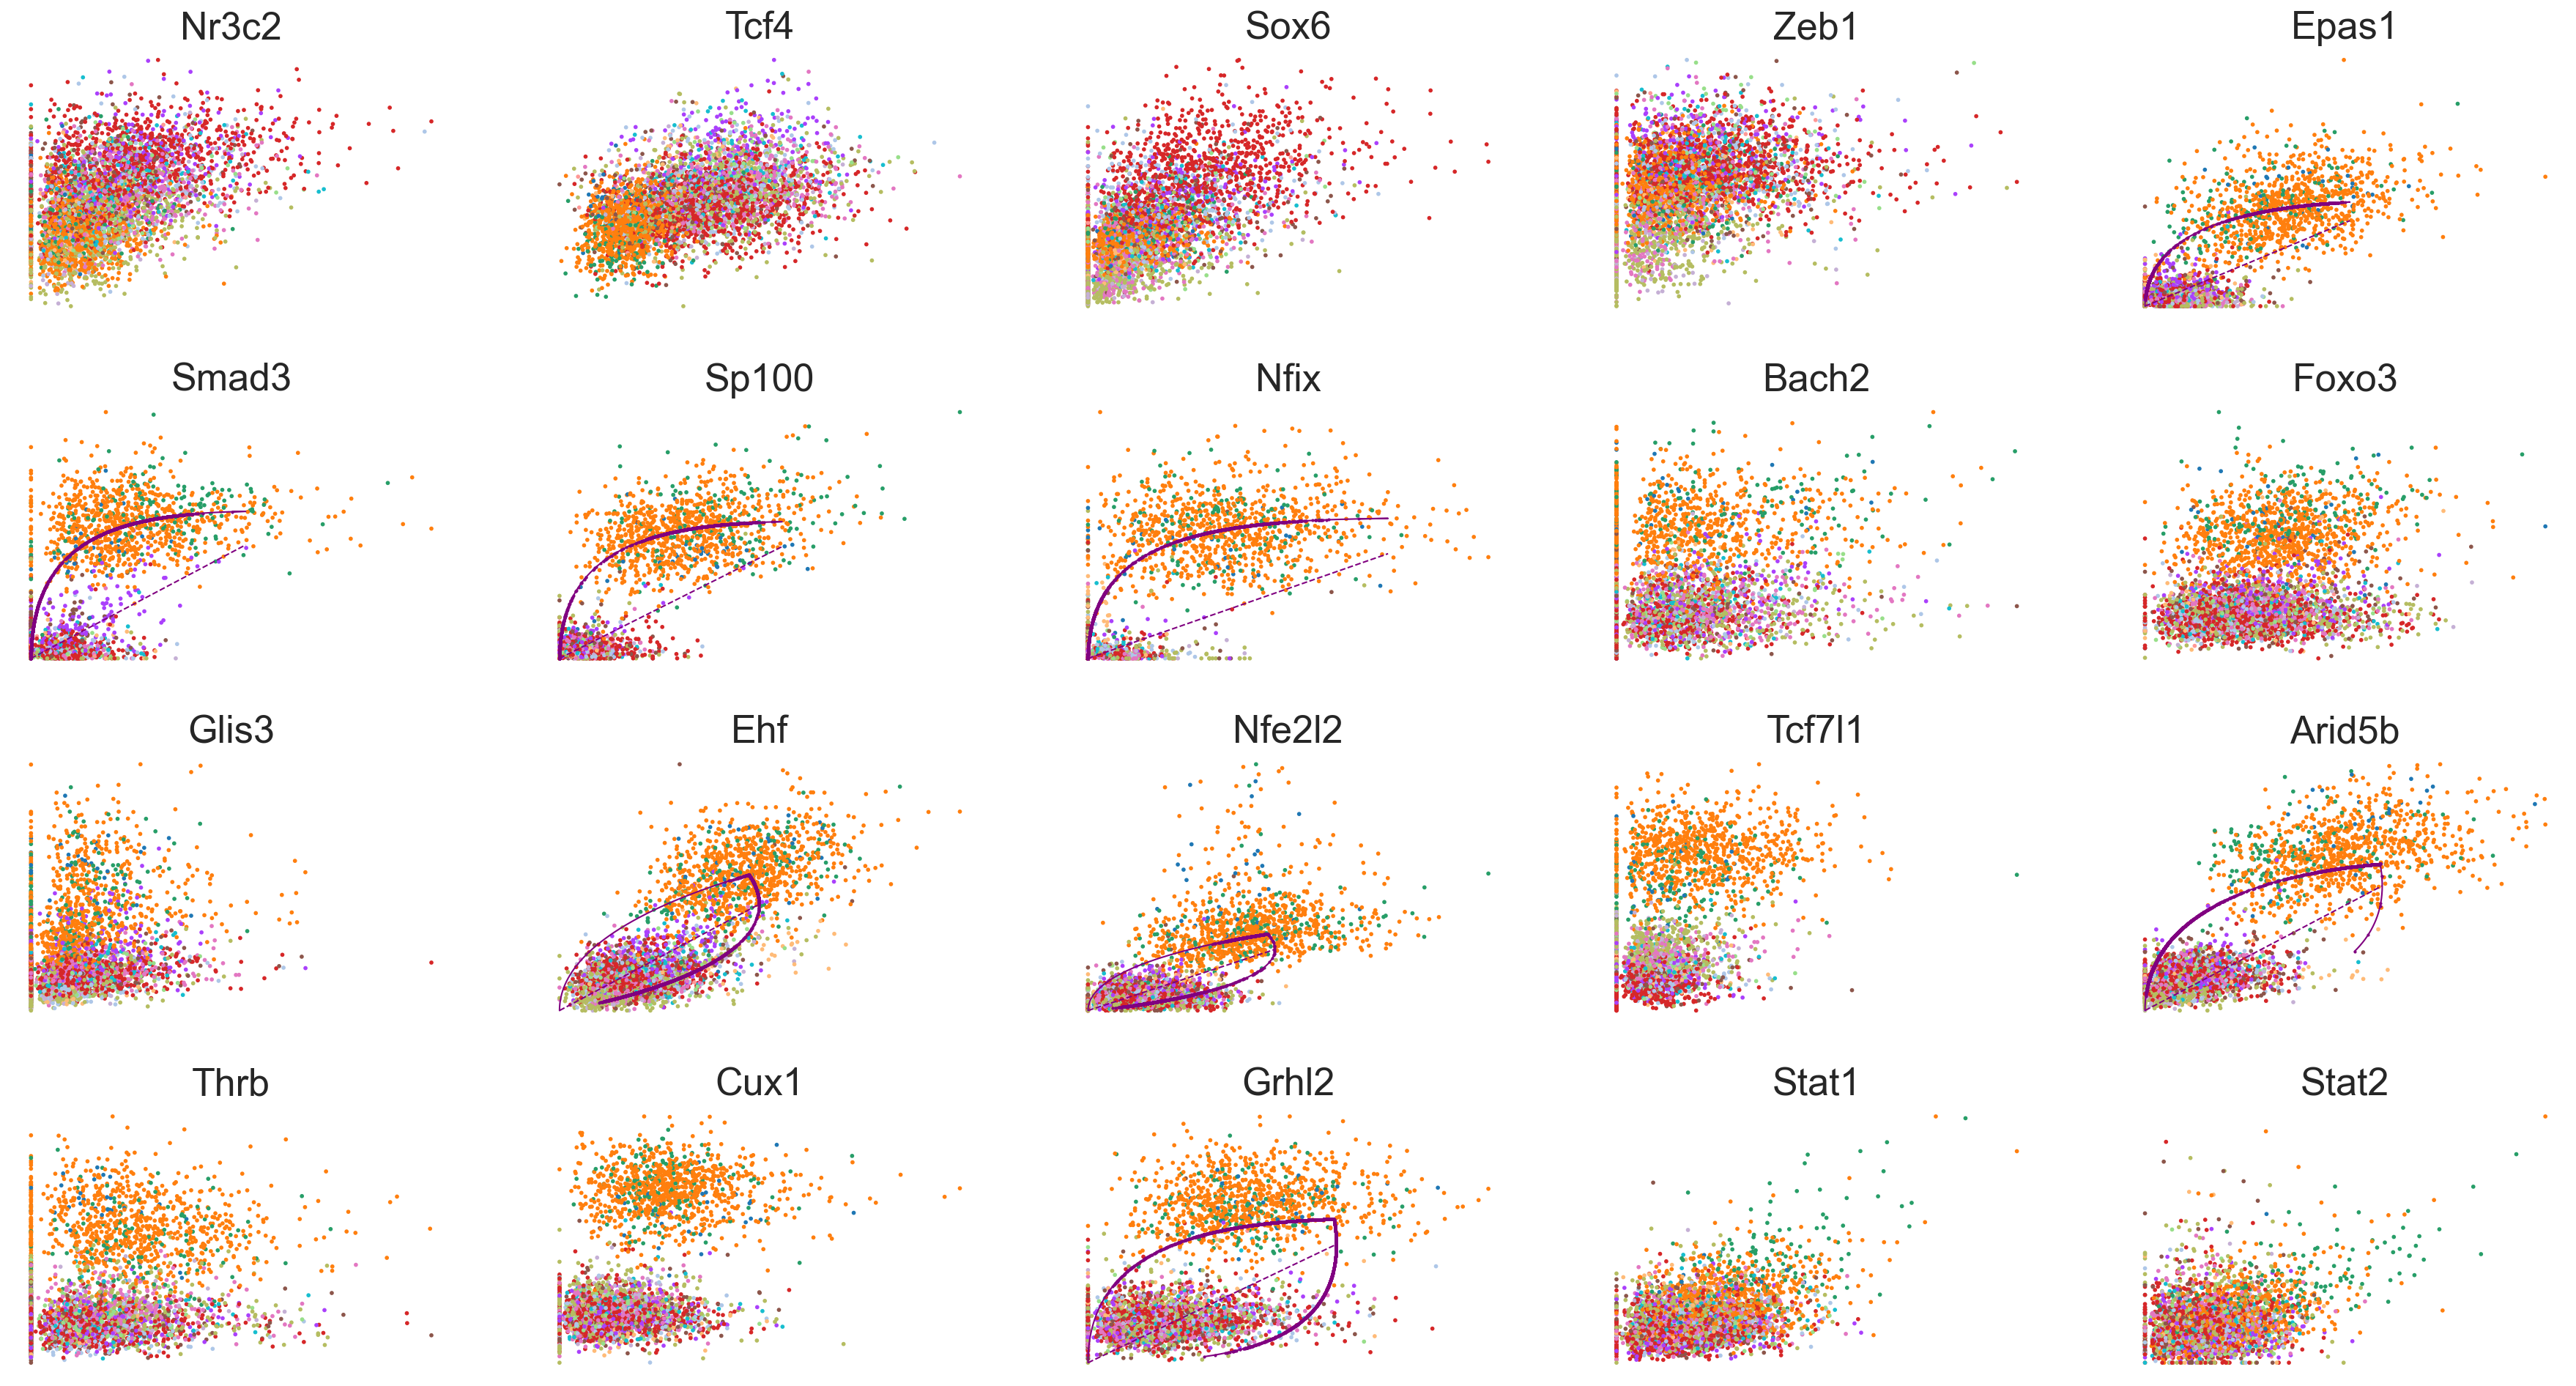 Nr3c2
Tcf4
Sox6
Zeb1
Epas1
Smad3
Sp100
Nfix
Bach2
Foxo3
Glis3
Ehf
Nfe2l2
Tcf7l1
Arid5b
Thrb
Cux1
Grhl2
Stat1
Stat2